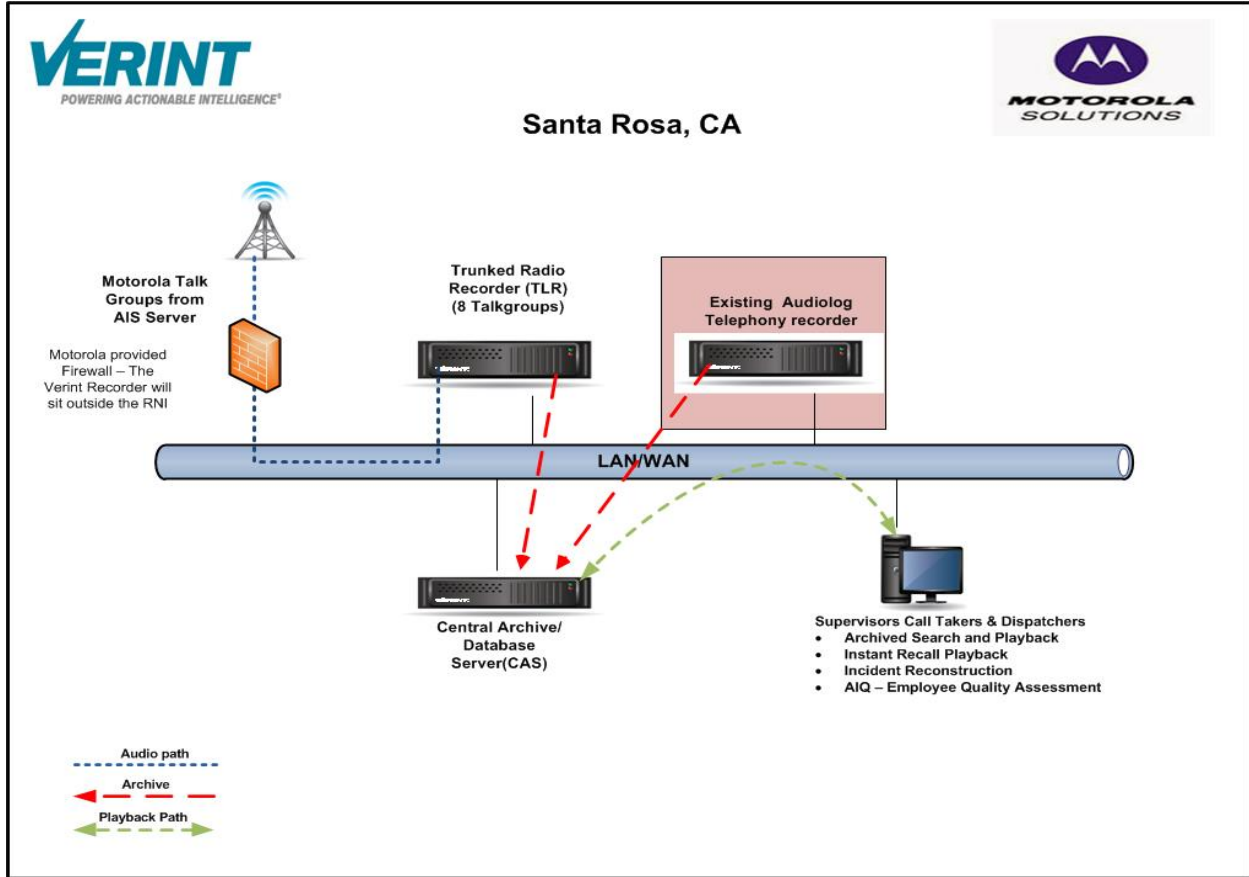 VERINT
POWERING ACTIONABLE INTELLIGENCE®
MOTOROLA
SOLUTIONS
Santa Rosa, CA
Motorola Talk
Groups from
AIS Server
Motorola provided
Firewall – The
Verint Recorder will
sit outside the RNI
Trunked Radio
Recorder (TLR)
(8 Talkgroups)
VERINT.
Existing Audiolog
Telephony recorder
VERINT.
LAN/WAN
VERINT.
Central Archive/
Database
Server(CAS)
Supervisors Call Takers & Dispatchers
• Archived Search and Playback
• Instant Recall Playback
• Incident Reconstruction
• AIQ – Employee Quality Assessment
Audio path
Archive
Playback Path